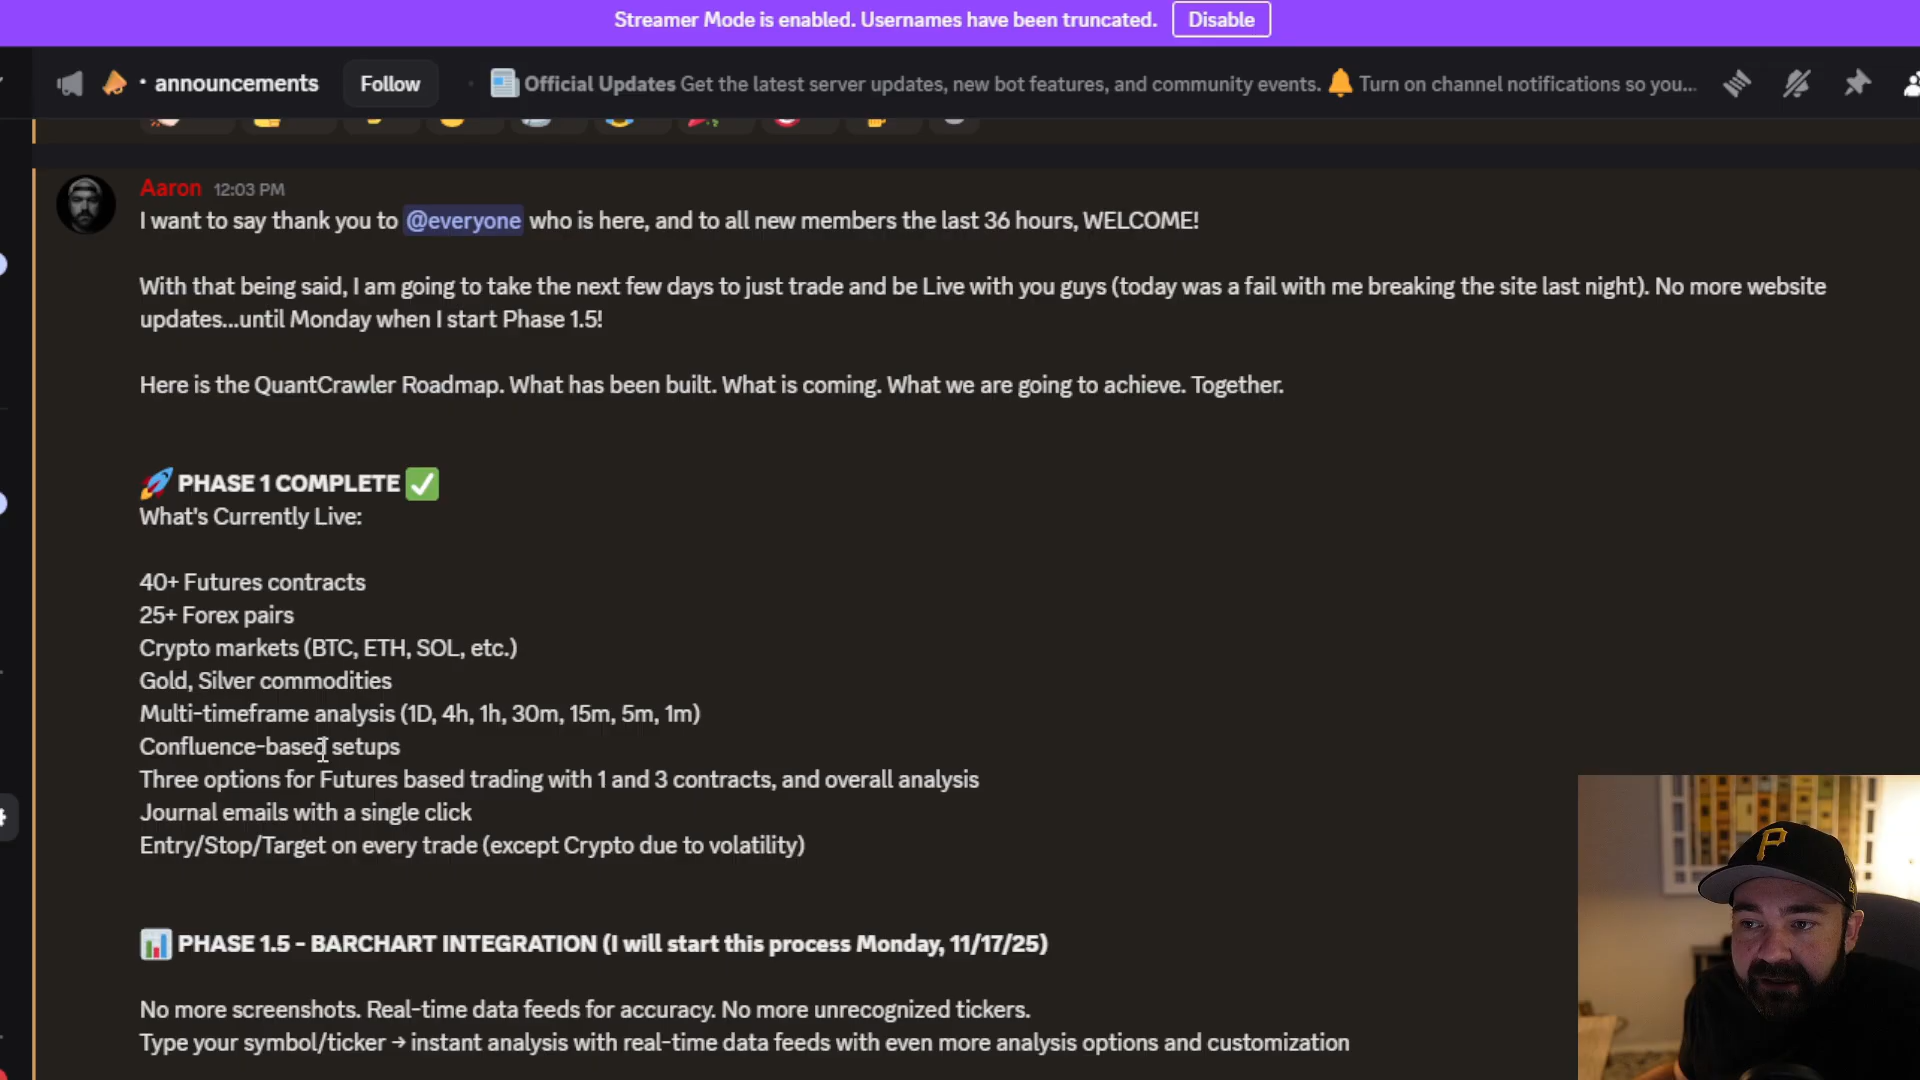 Streamer Mode is enabled. Usernames have been truncated. Disable
announcements Follow Official Updates Get the latest server updates, new bot features, and community events. Turn on channel notifications so you...
Aaron 12:03 PM
I want to say thank you to @everyone who is here, and to all new members the last 36 hours, WELCOME!
With that being said, I am going to take the next few days to just trade and be Live with you guys (today was a fail with me breaking the site last night). No more website
updates...until Monday when I start Phase 1.5!
Here is the QuantCrawler Roadmap. What has been built. What is coming. What we are going to achieve. Together.
PHASE 1 COMPLETE
What's Currently Live:
40+ Futures contracts
25+ Forex pairs
Crypto markets (BTC, ETH, SOL, etc.)
Gold, Silver commodities
Multi-timeframe analysis (1D, 4h, 1h, 30m, 15m, 5m, 1m)
Confluence-based setups
Three options for Futures based trading with 1 and 3 contracts, and overall analysis
Journal emails with a single click
Entry/Stop/Target on every trade (except Crypto due to volatility)
PHASE 1.5 - BARCHART INTEGRATION (I will start this process Monday, 11/17/25)
No more screenshots. Real-time data feeds for accuracy. No more unrecognized tickers.
Type your symbol/ticker → instant analysis with real-time data feeds with even more analysis options and customization
P